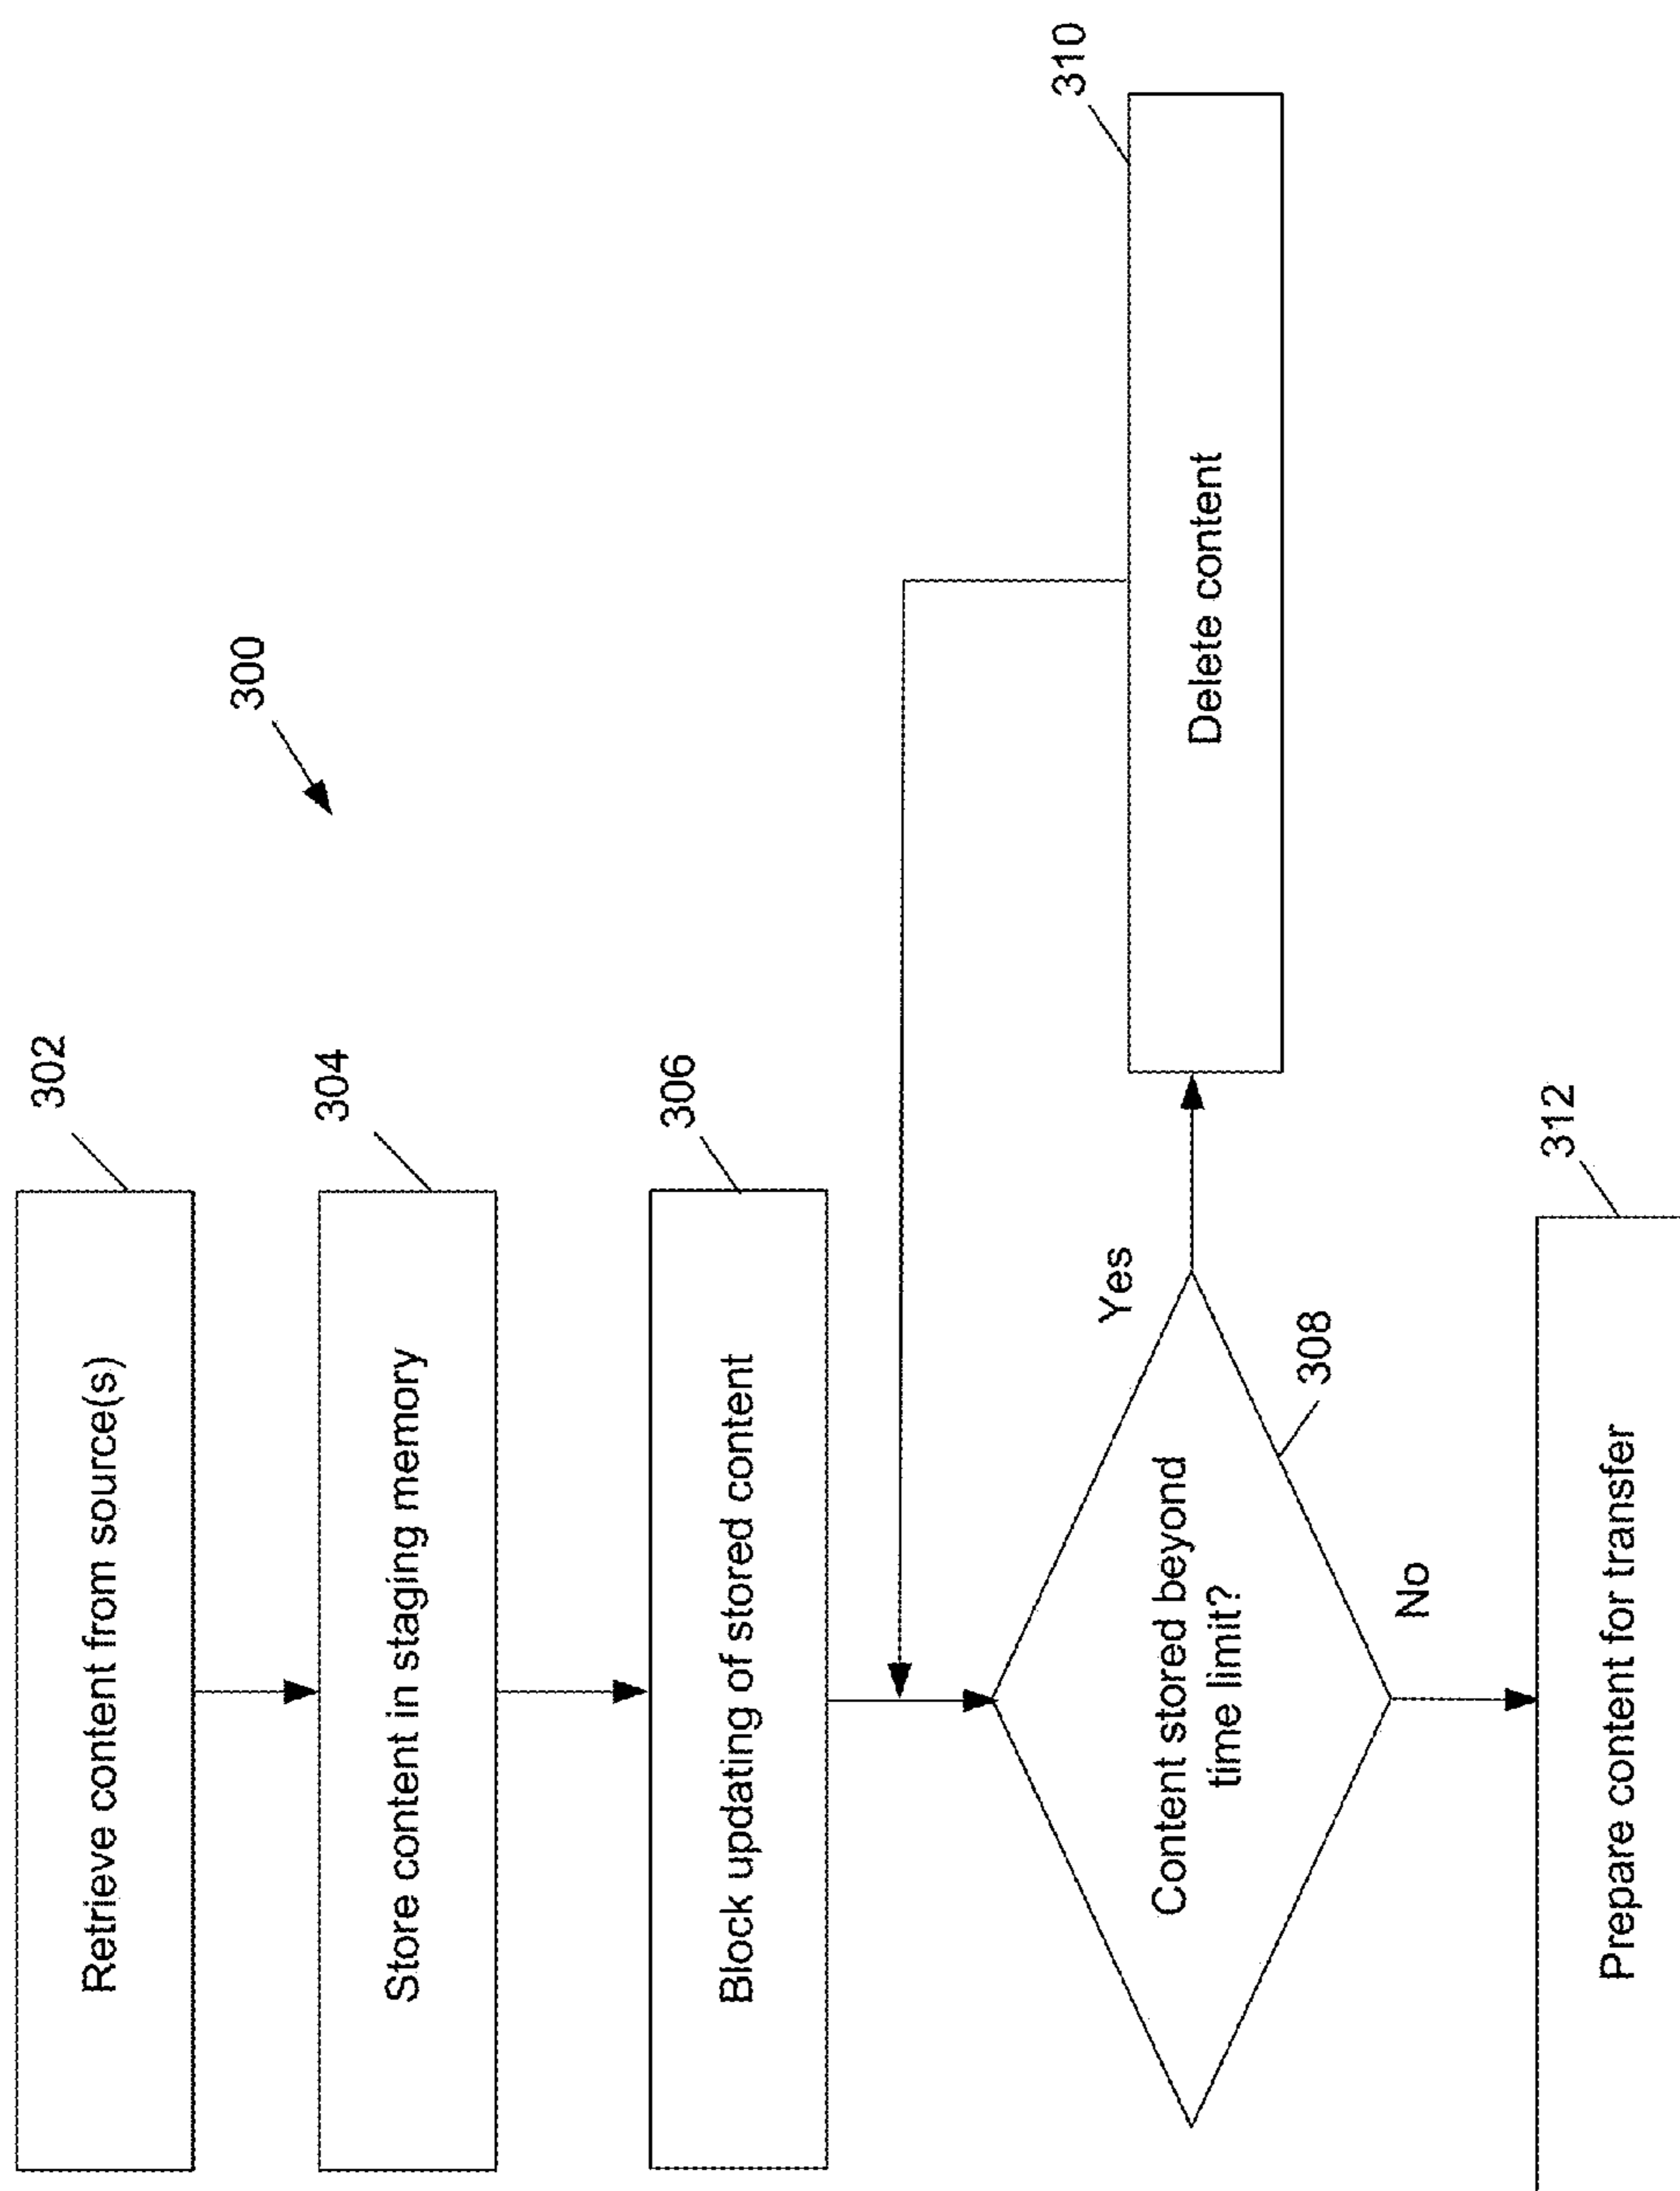 300
302
Retrieve content from source(s)
304
Store content in staging memory
306
Block updating of stored content
308
Content stored beyond
time limit?
Yes
310
Delete content
No
312
Prepare content for transfer